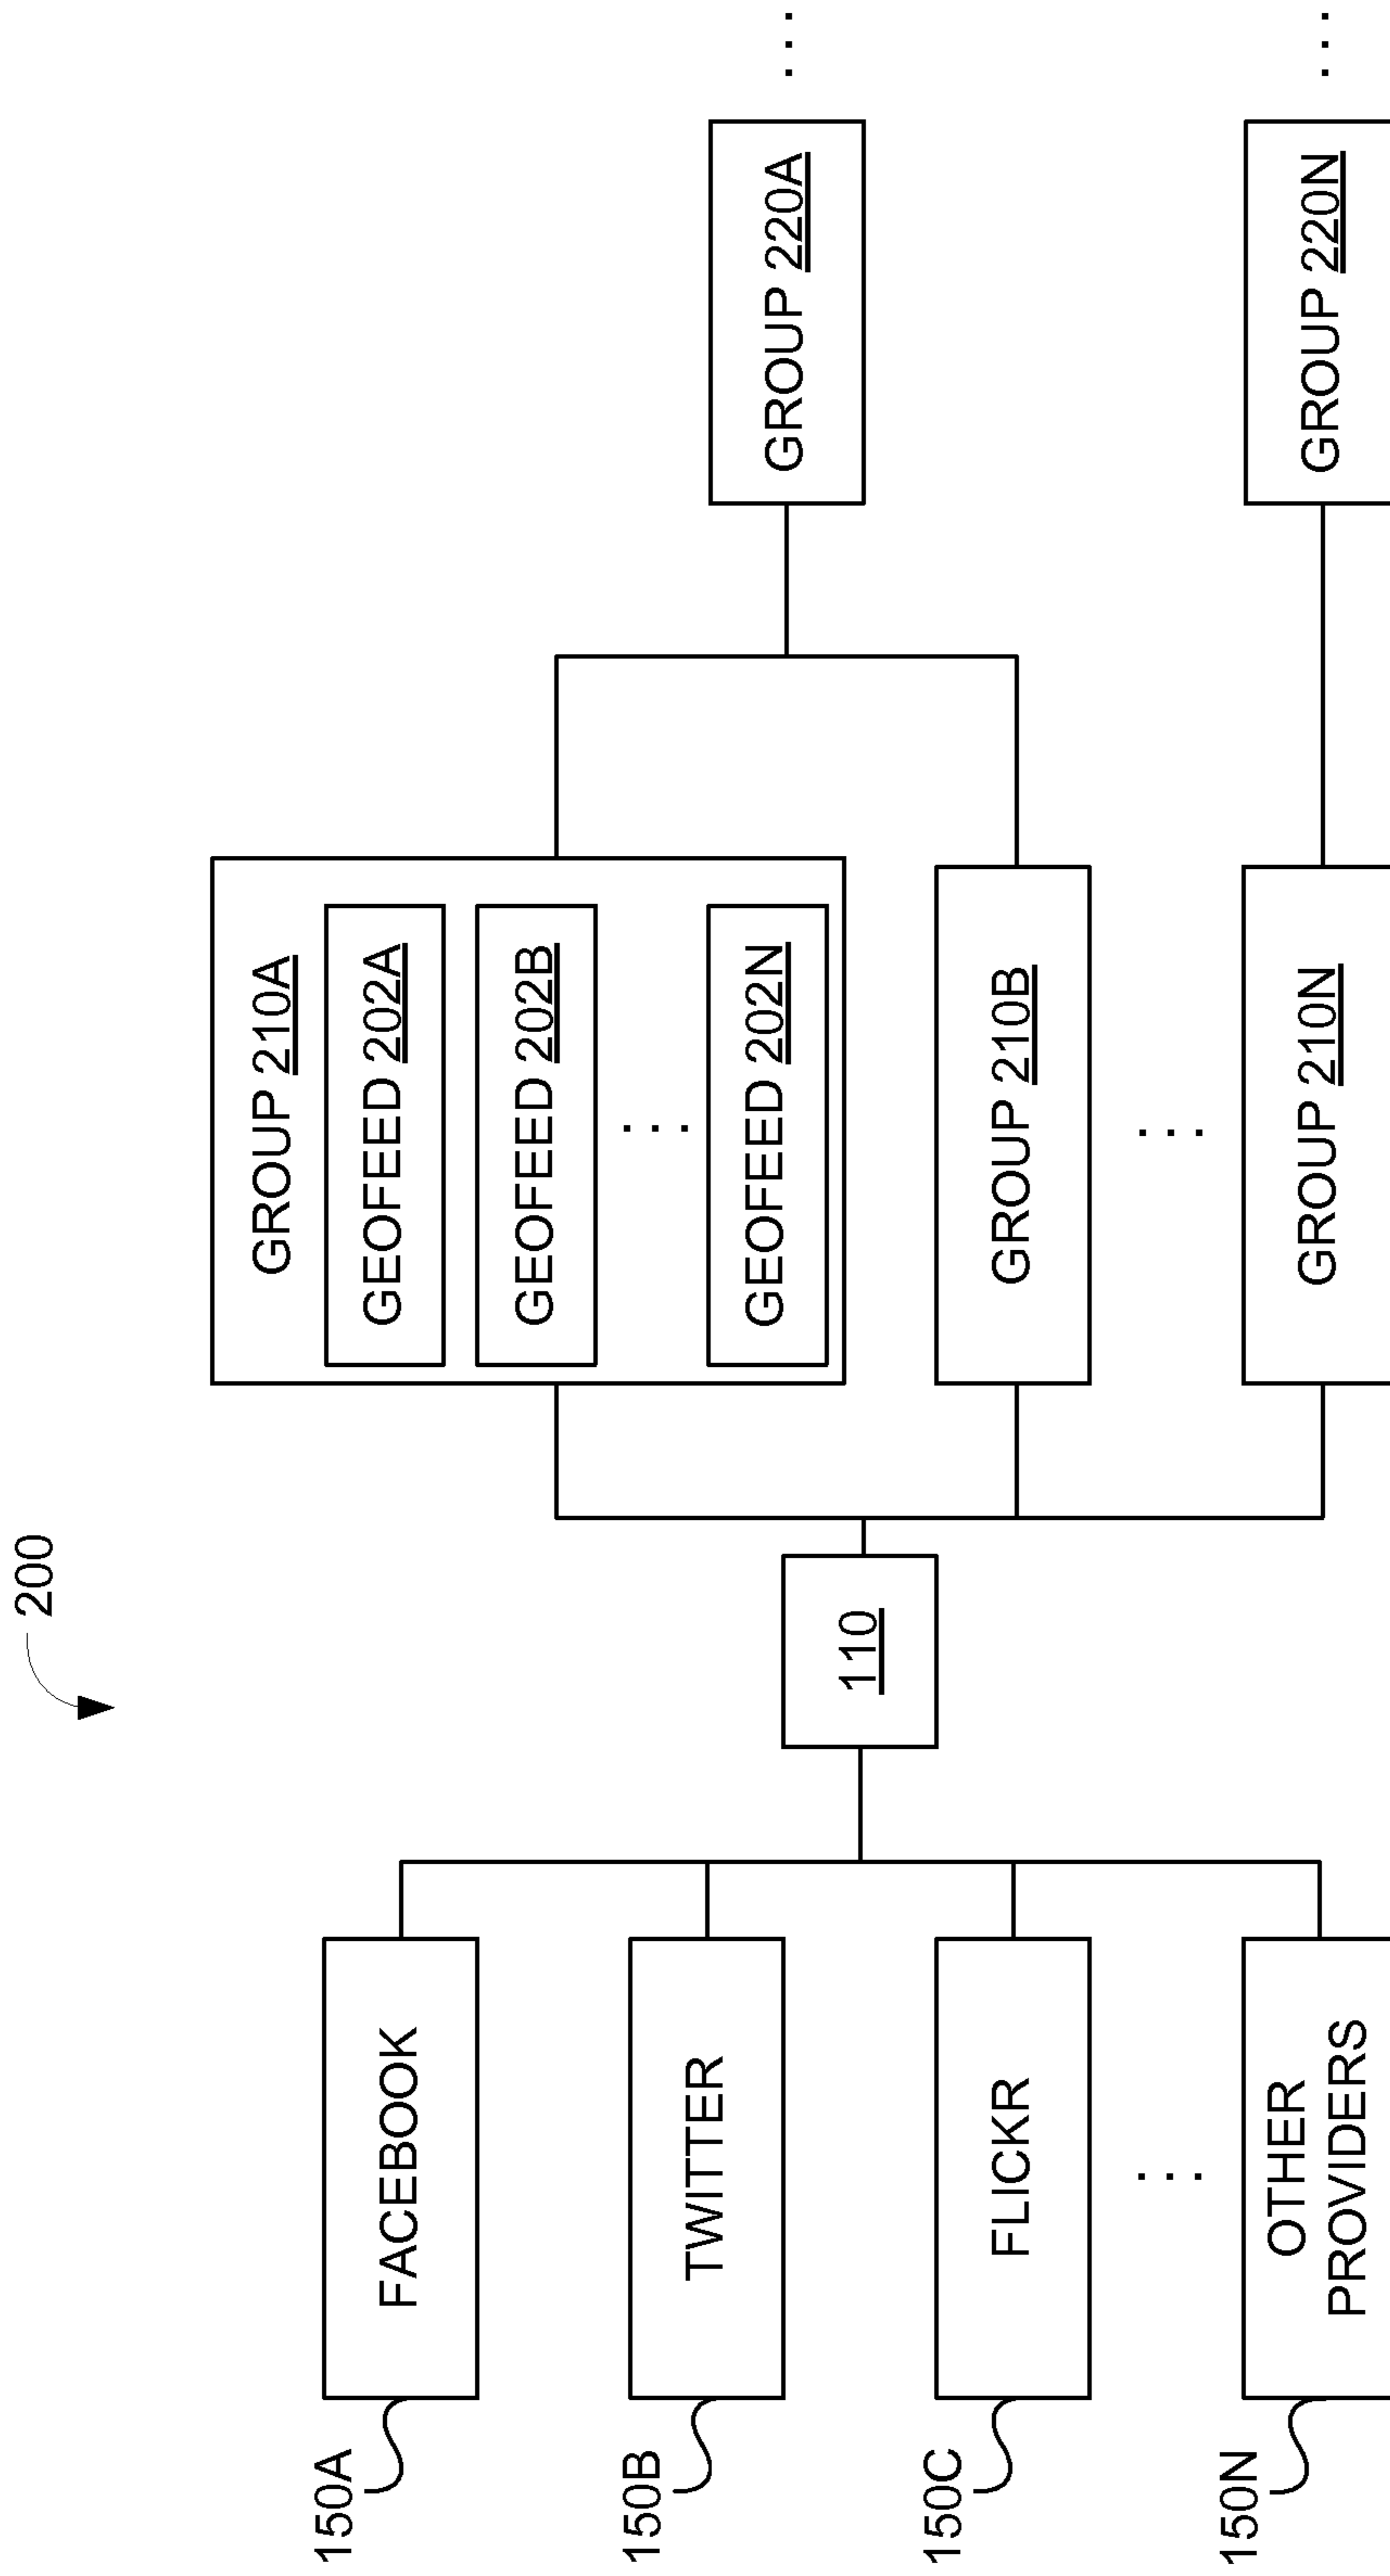 200
150A
FACEBOOK
150B
TWITTER
150C
FLICKR
...
150N
OTHER
PROVIDERS
110
GROUP 210A
GEOFEED 202A
GEOFEED 202B
...
GEOFEED 202N
GROUP 210B
...
GROUP 210N
GROUP 220A
...
GROUP 220N
...